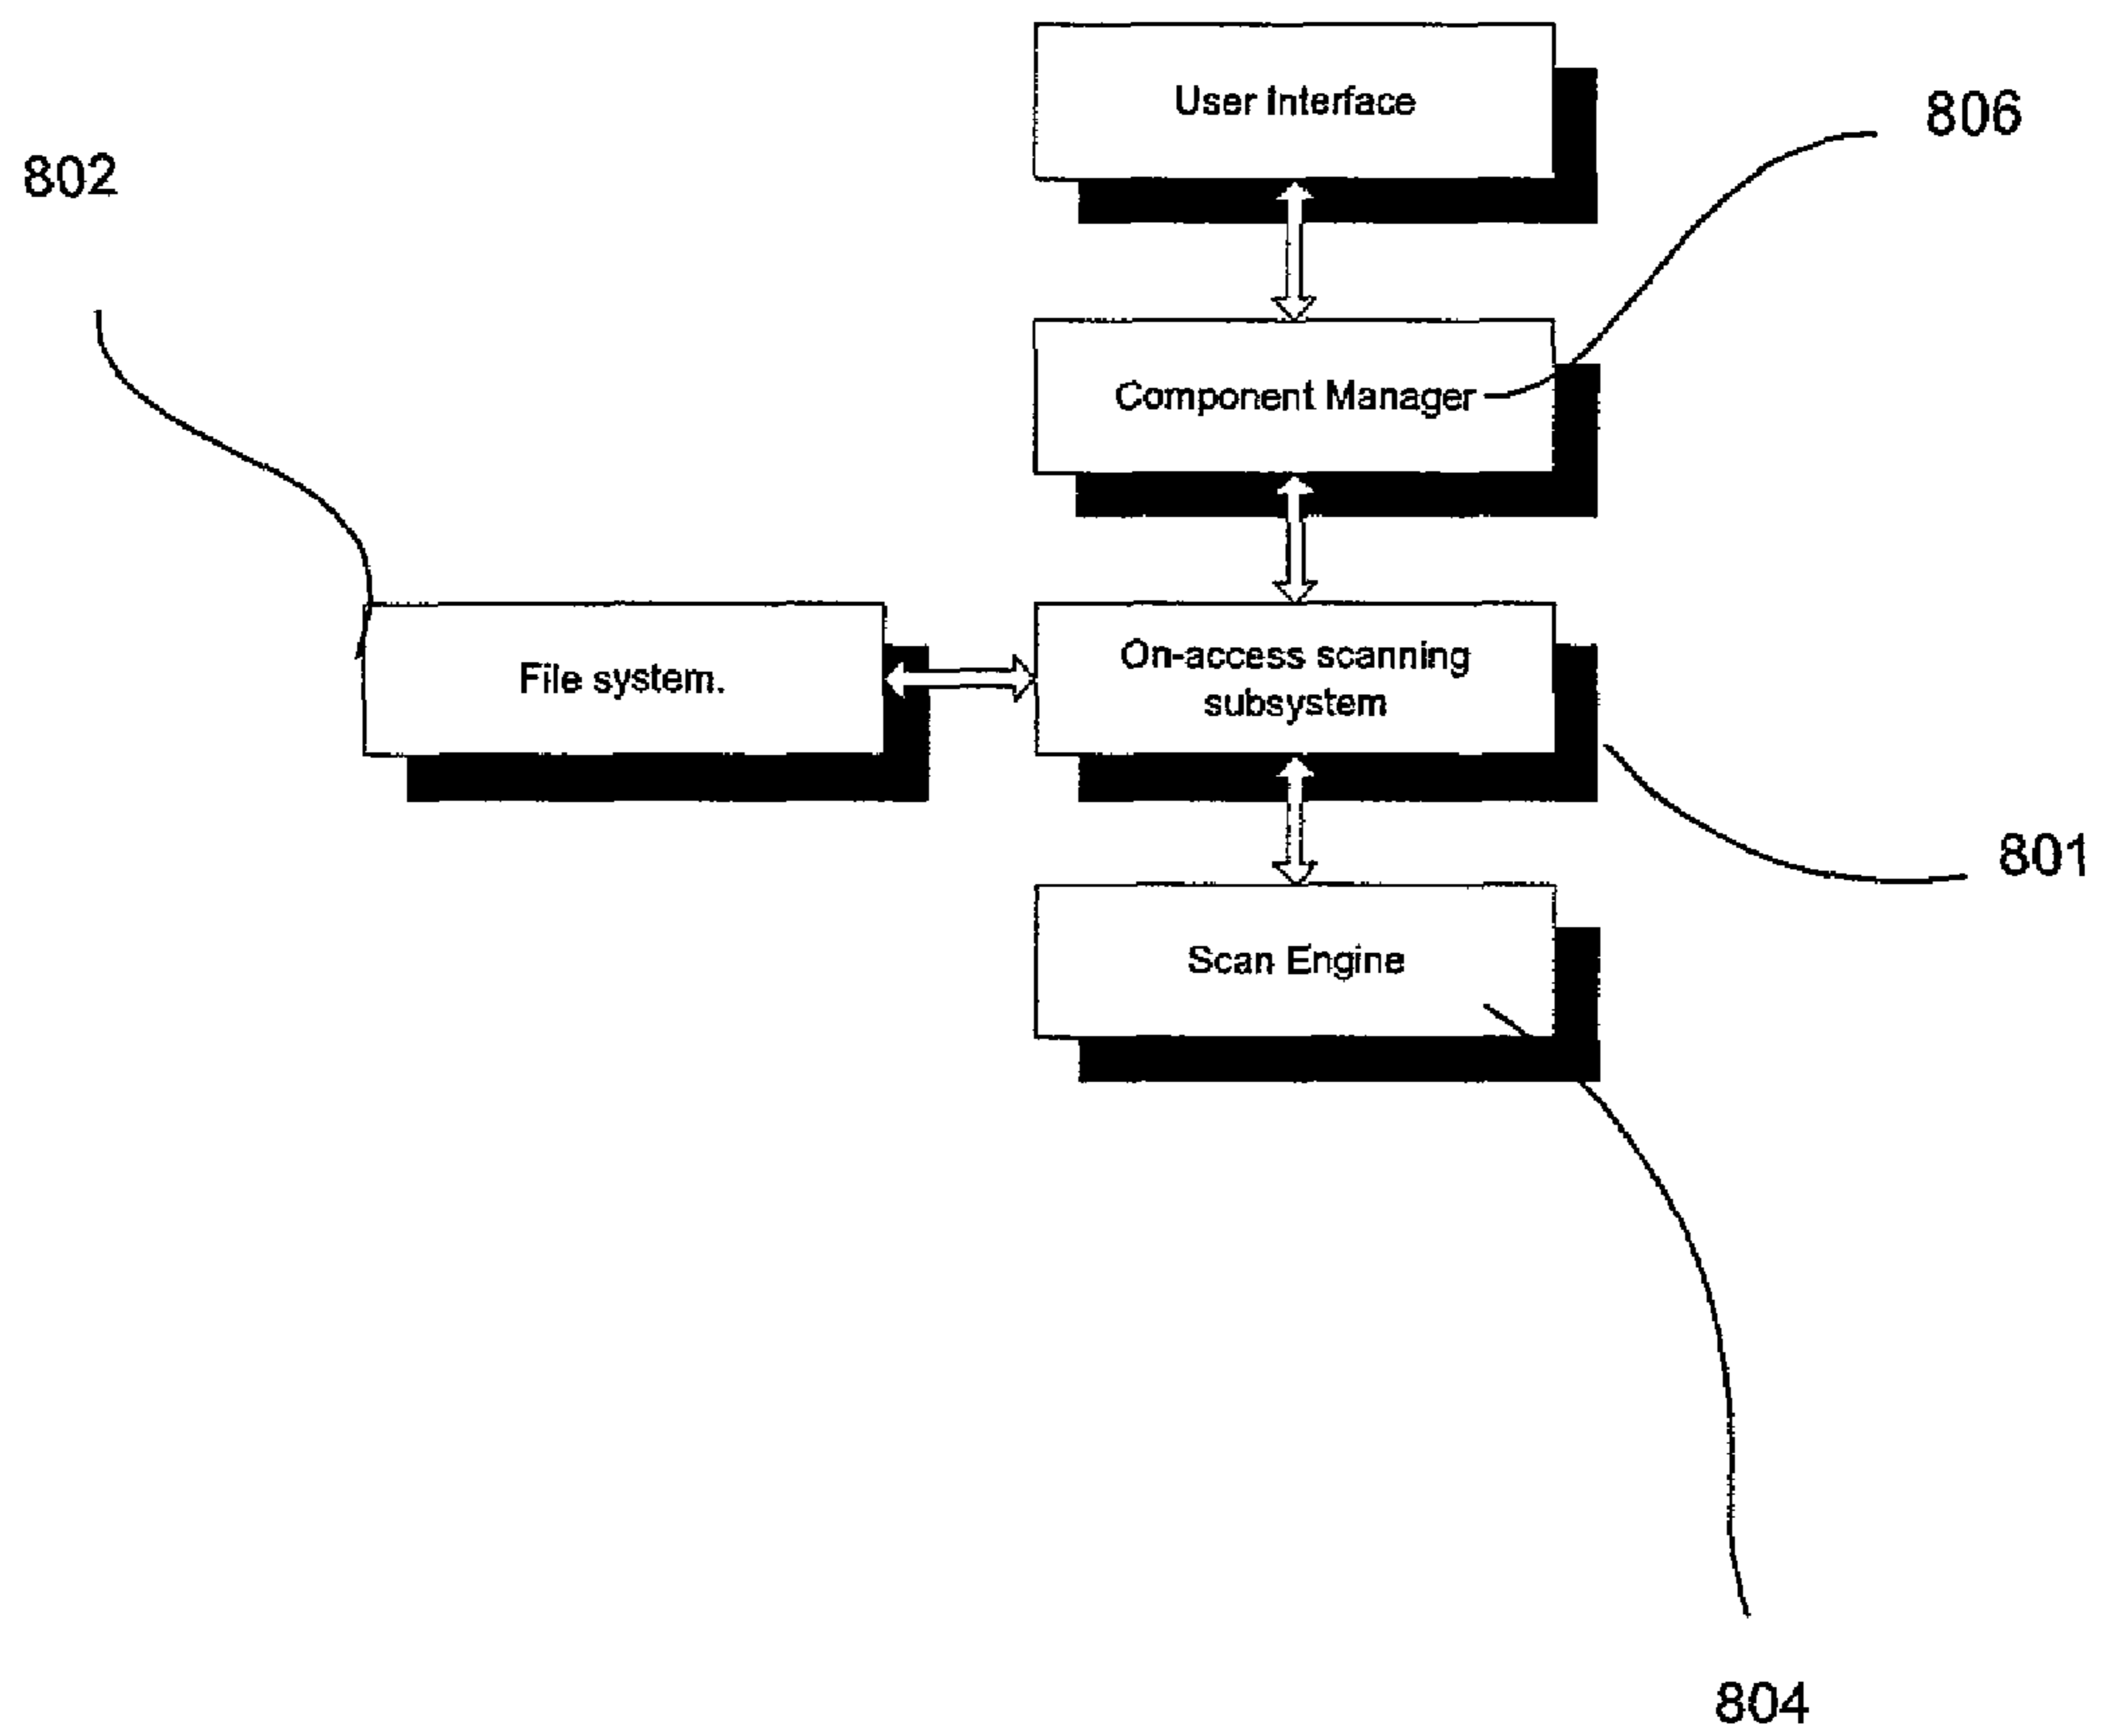 User Interface
806
802
Component Manager
File system.
On-access scanning
subsystem
801
Scan Engine
804